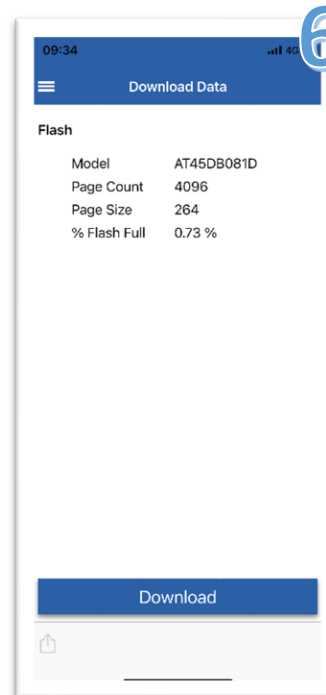 6
09:34
4G
Download Data
Flash
Model AT45DB081D
Page Count 4096
Page Size 264
% Flash Full 0.73 %
Download